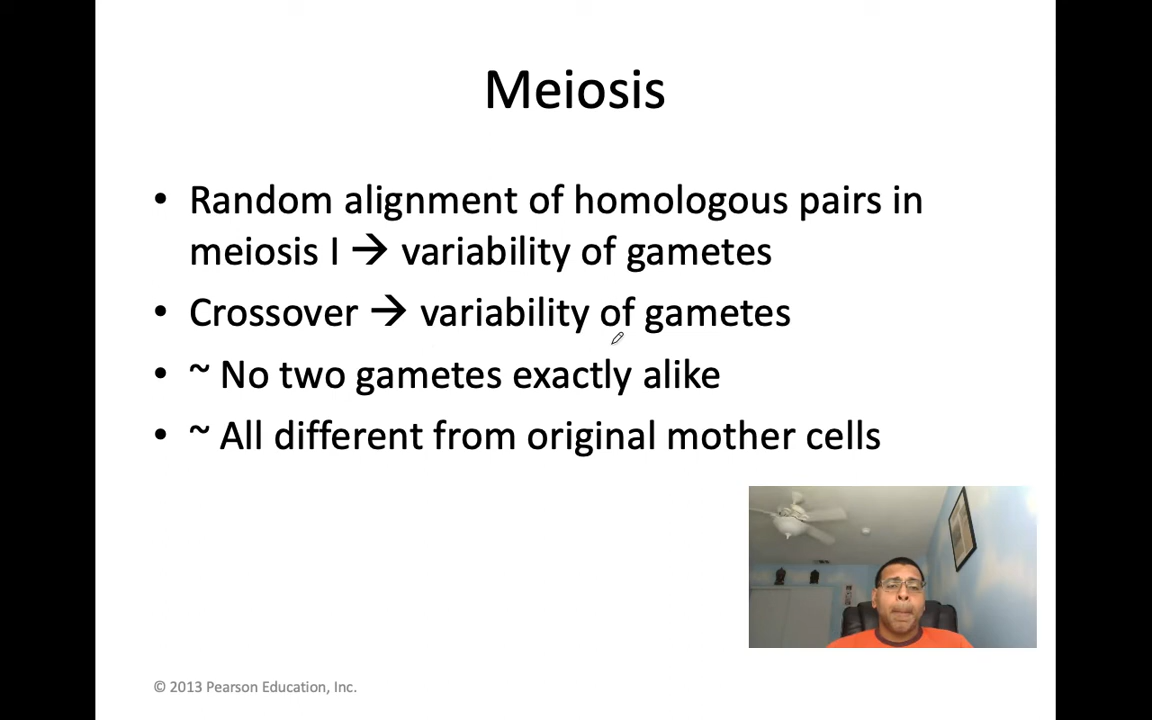 Meiosis
• Random alignment of homologous pairs in
meiosis I → variability of gametes
• Crossover → variability of gametes
• ~ No two gametes exactly alike
• ~ All different from original mother cells
© 2013 Pearson Education, Inc.